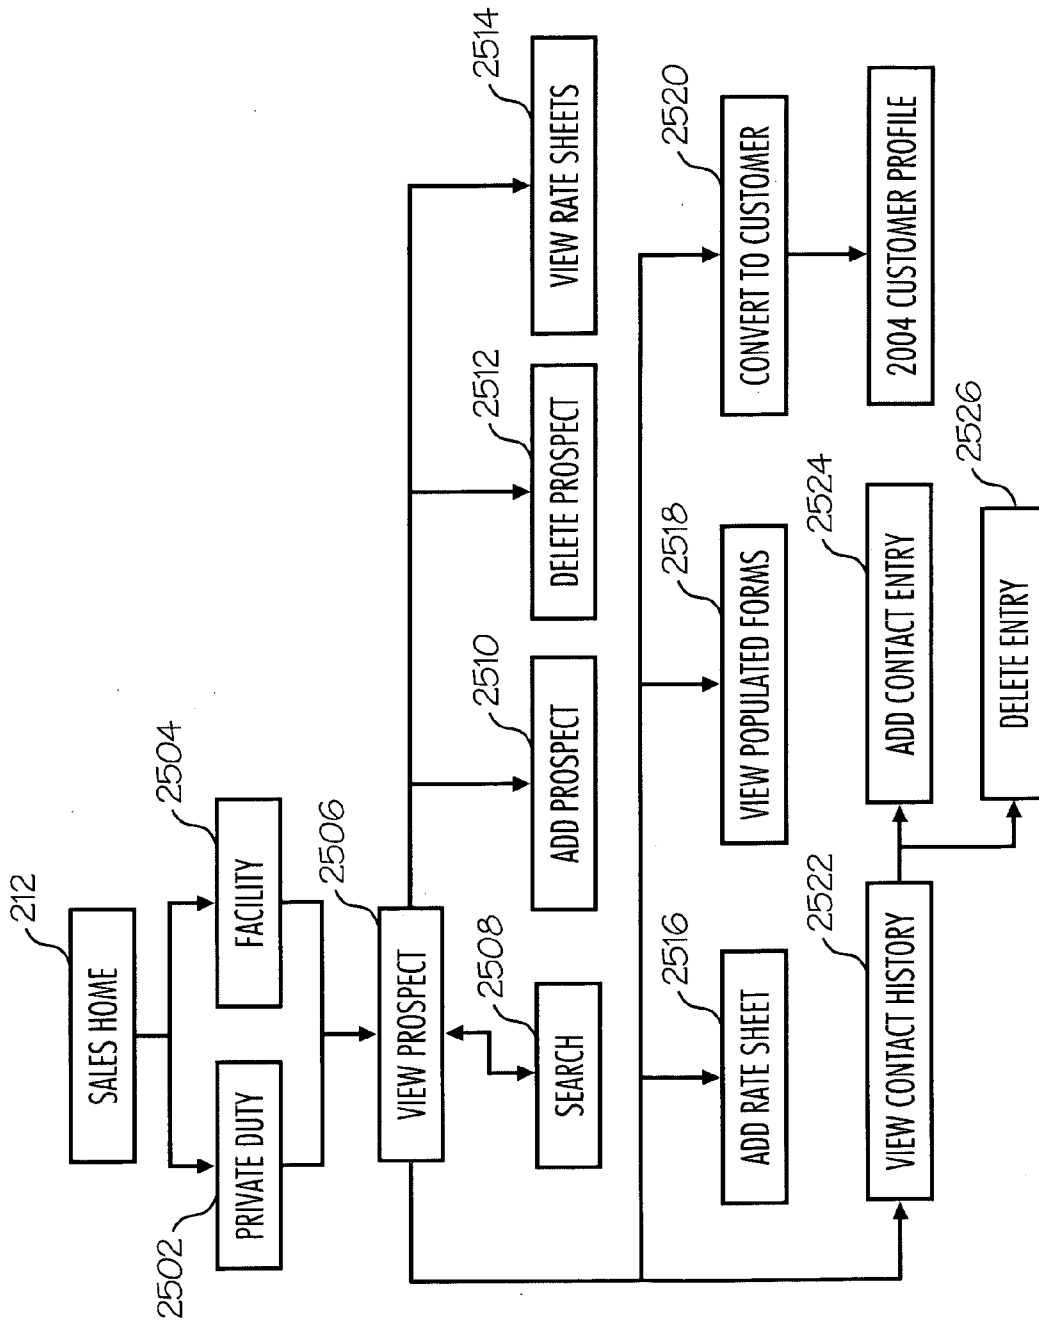 212
SALES HOME
2502
PRIVATE DUTY
2504
FACILITY
2506
VIEW PROSPECT
2508
SEARCH
2510
ADD PROSPECT
2512
DELETE PROSPECT
2514
VIEW RATE SHEETS
2516
ADD RATE SHEET
2518
VIEW POPULATED FORMS
2520
CONVERT TO CUSTOMER
2522
VIEW CONTACT HISTORY
2524
ADD CONTACT ENTRY
2004 CUSTOMER PROFILE
2526
DELETE ENTRY